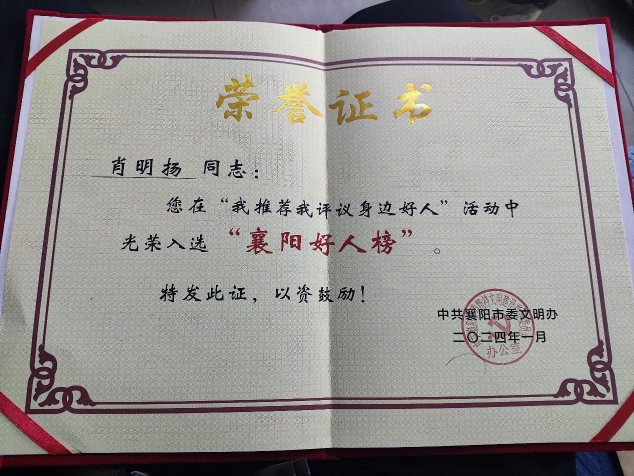 荣誉证书
肖明扬 同志：
您在“我推荐我评议身边好人”活动中
光荣入选“襄阳好人榜”。
特发此证，以资鼓励！
中共襄阳市委文明办
二〇二四年一月
办公室